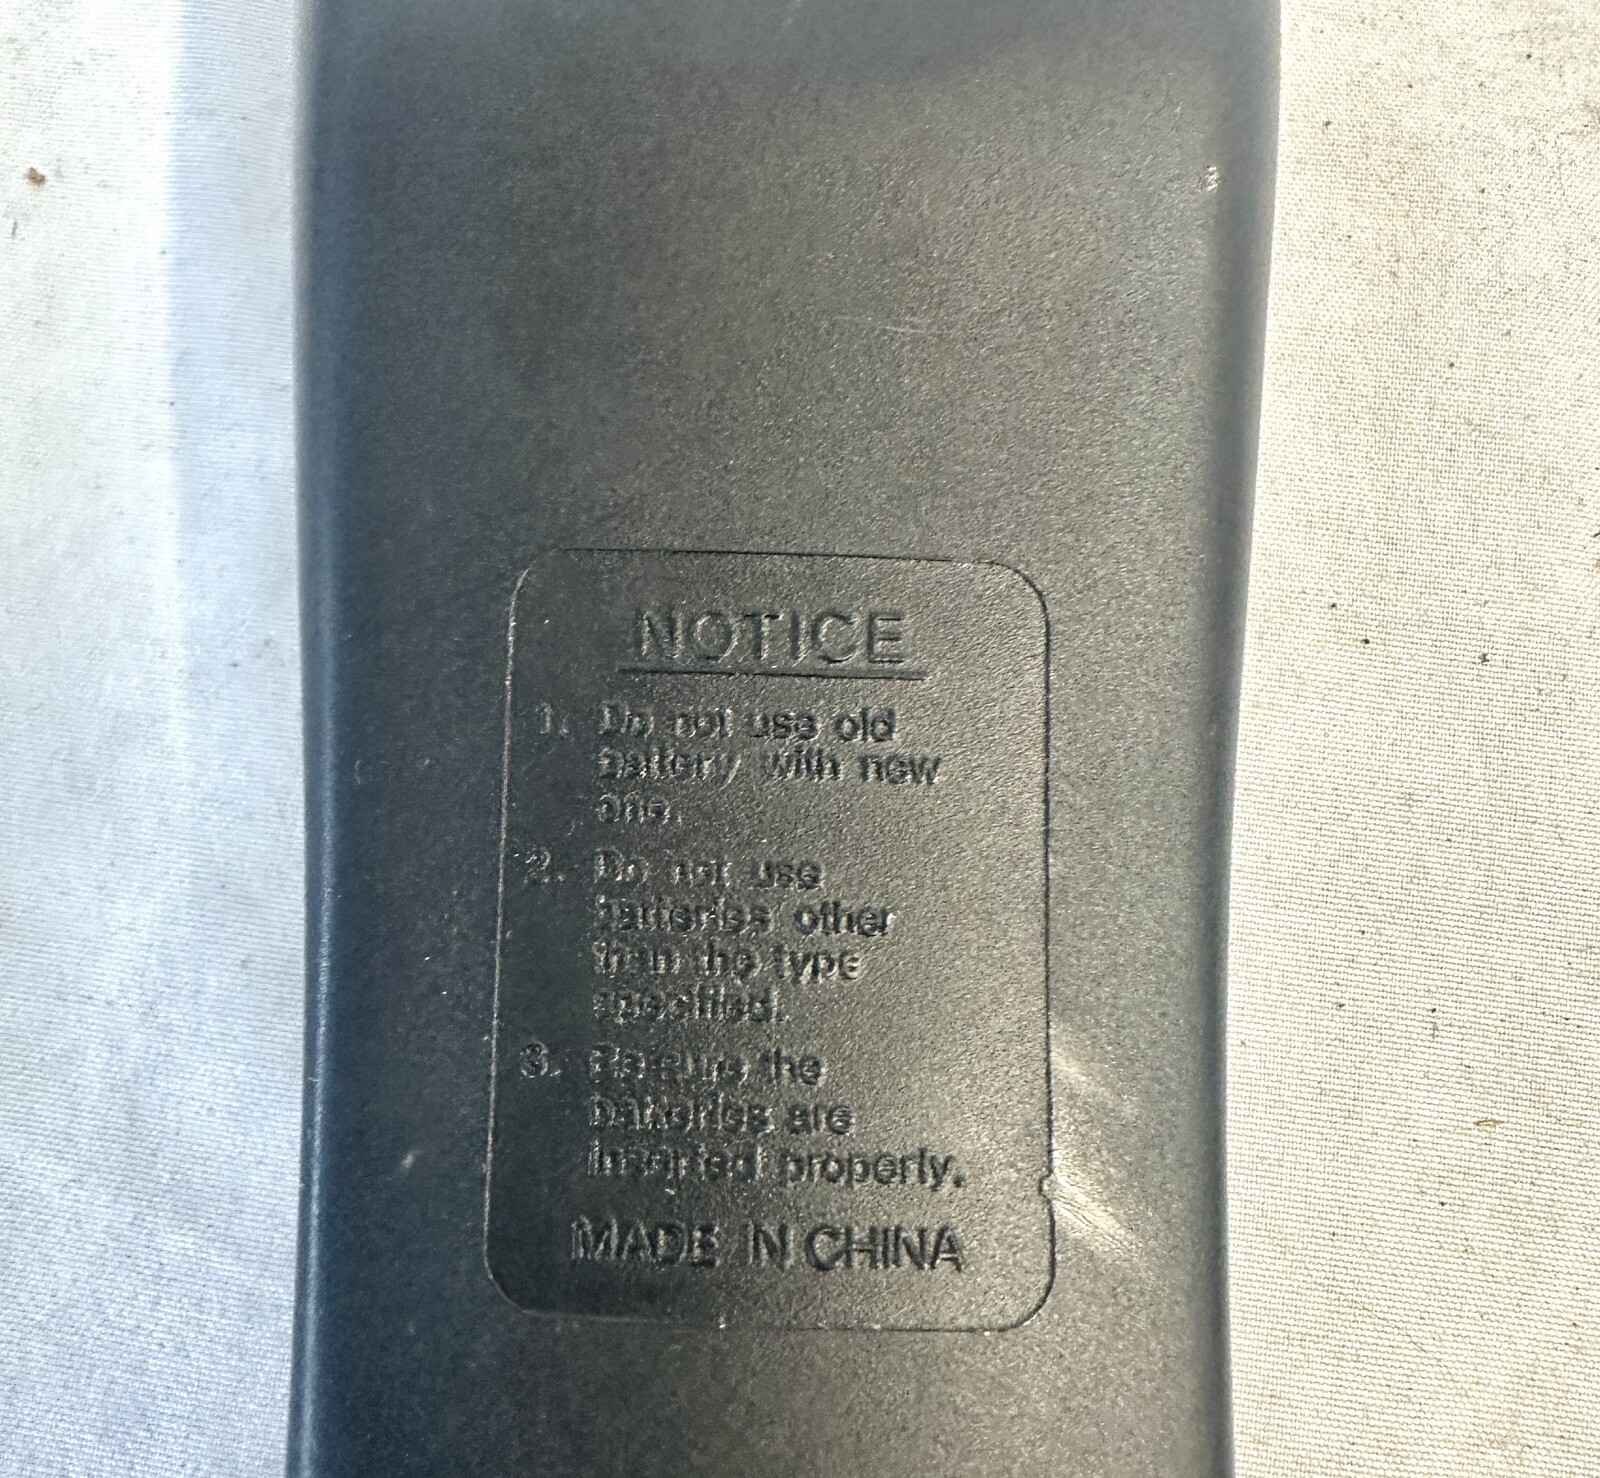 NOTICE
1. Do not use old
battery with new
one.
2. Do not use
batteries other
than the type
specified.
3. Be sure the
batteries are
inserted properly.
MADE IN CHINA